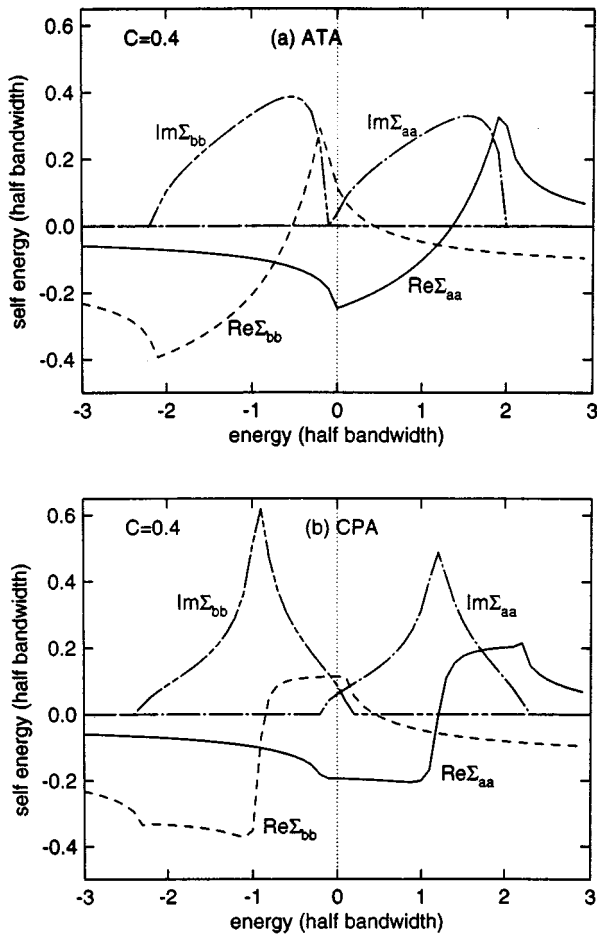 C=0.4 (a) ATA
self energy (half bandwidth)
0.6
0.4
0.2
0.0
-0.2
-0.4
ImΣbb
ImΣaa
ReΣbb
ReΣaa
-3 -2 -1 0 1 2 3
energy (half bandwidth)
C=0.4 (b) CPA
self energy (half bandwidth)
0.6
0.4
0.2
0.0
-0.2
-0.4
ImΣbb
ImΣaa
ReΣaa
ReΣbb
-3 -2 -1 0 1 2 3
energy (half bandwidth)